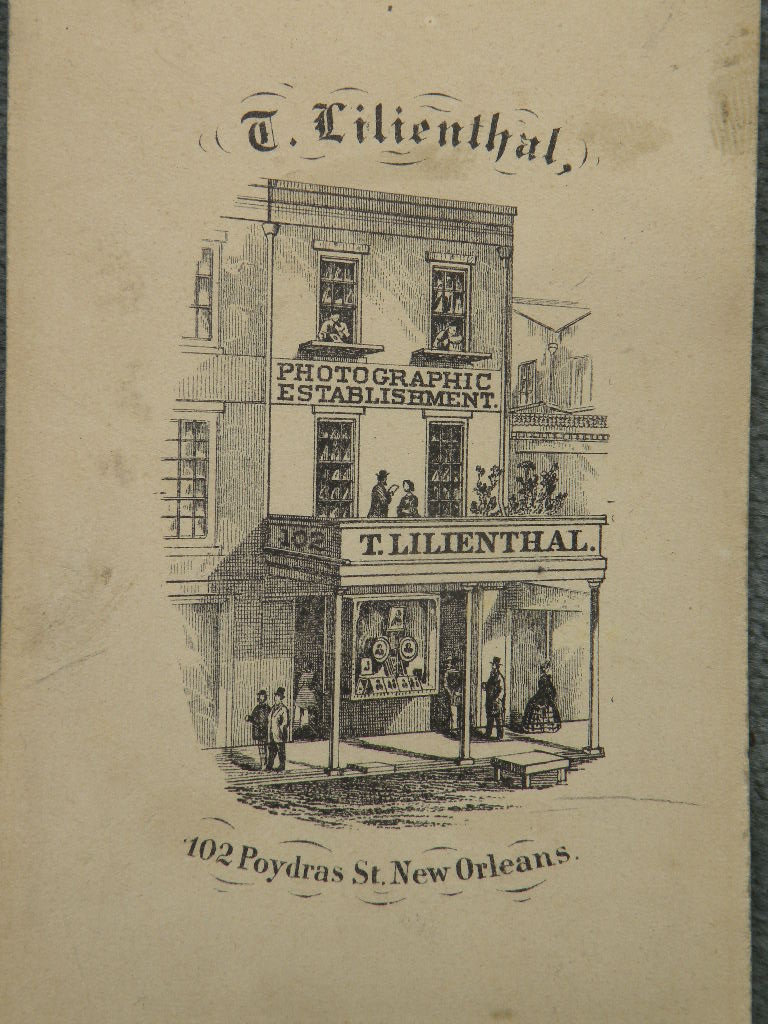 T. Lilienthal,
PHOTOGRAPHIC
ESTABLISHMENT.
102
T. LILIENTHAL.
102 Poydras St. New Orleans.